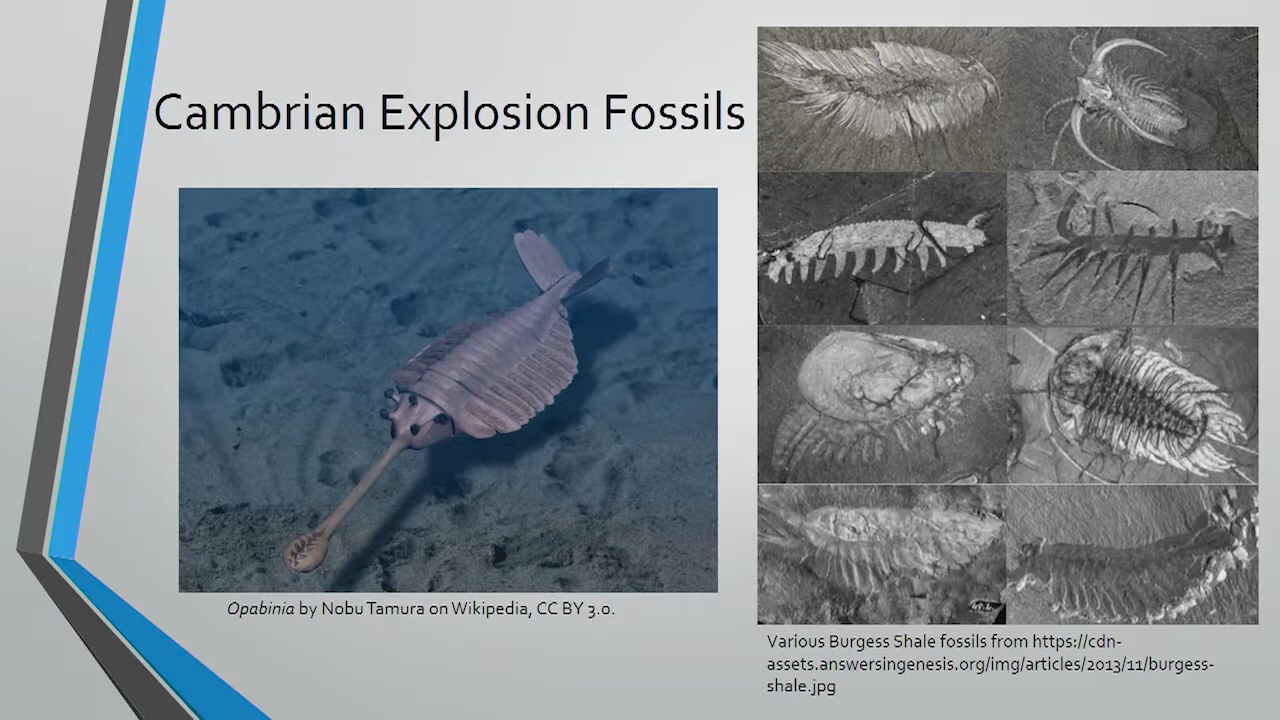 Cambrian Explosion Fossils
Opabinia by Nobu Tamura on Wikipedia, CC BY 3.0.
Various Burgess Shale fossils from https://cdn-
assets.answersingenesis.org/img/articles/2013/11/burgess-
shale.jpg